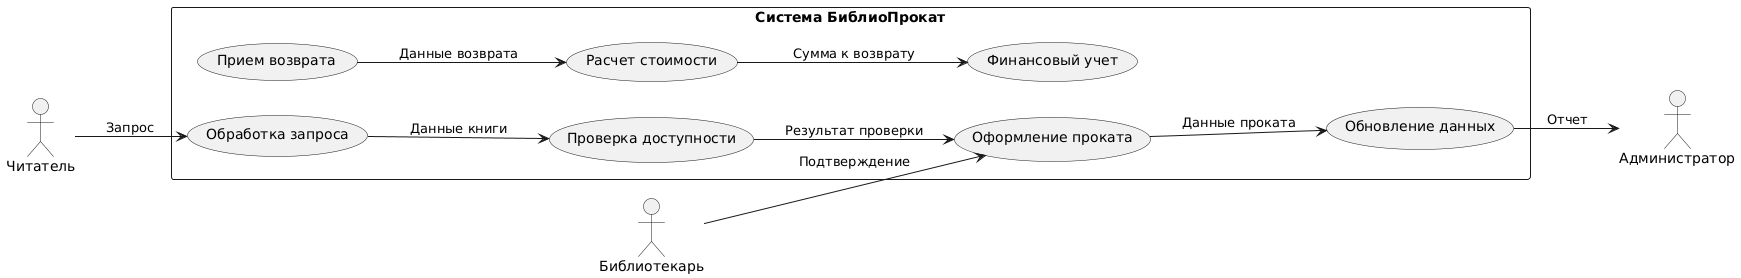 Система БиблиоПрокат
Прием возврата
Данные возврата
Расчет стоимости
Сумма к возврату
Финансовый учет
Читатель
Запрос
Обработка запроса
Данные книги
Проверка доступности
Результат проверки
Оформление проката
Данные проката
Обновление данных
Отчет
Администратор
Подтверждение
Библиотекарь